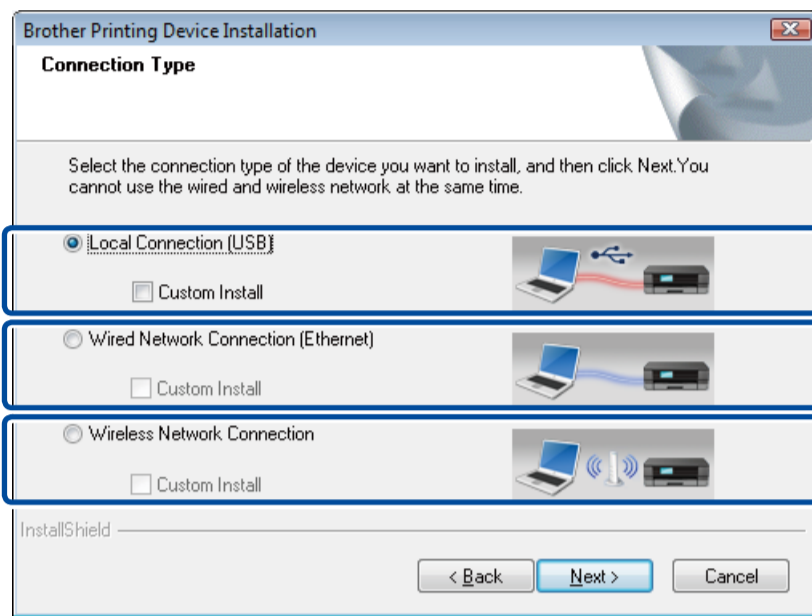 Brother Printing Device Installation
Connection Type
Select the connection type of the device you want to install, and then click Next.You
cannot use the wired and wireless network at the same time.
Local Connection (USB)
Custom Install
Wired Network Connection (Ethernet)
Custom Install
Wireless Network Connection
Custom Install
InstallShield
< Back
Next >
Cancel